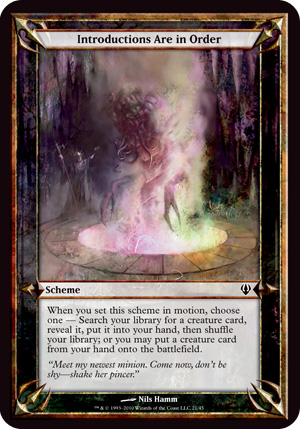 Introductions Are in Order
Scheme
When you set this scheme in motion, choose
one — Search your library for a creature card,
reveal it, put it into your hand, then shuffle
your library; or you may put a creature card
from your hand onto the battlefield.
“Meet my newest minion. Come now, don’t be
shy—shake her pincer.”
Nils Hamm
™ & © 1993–2010 Wizards of the Coast LLC 21/45